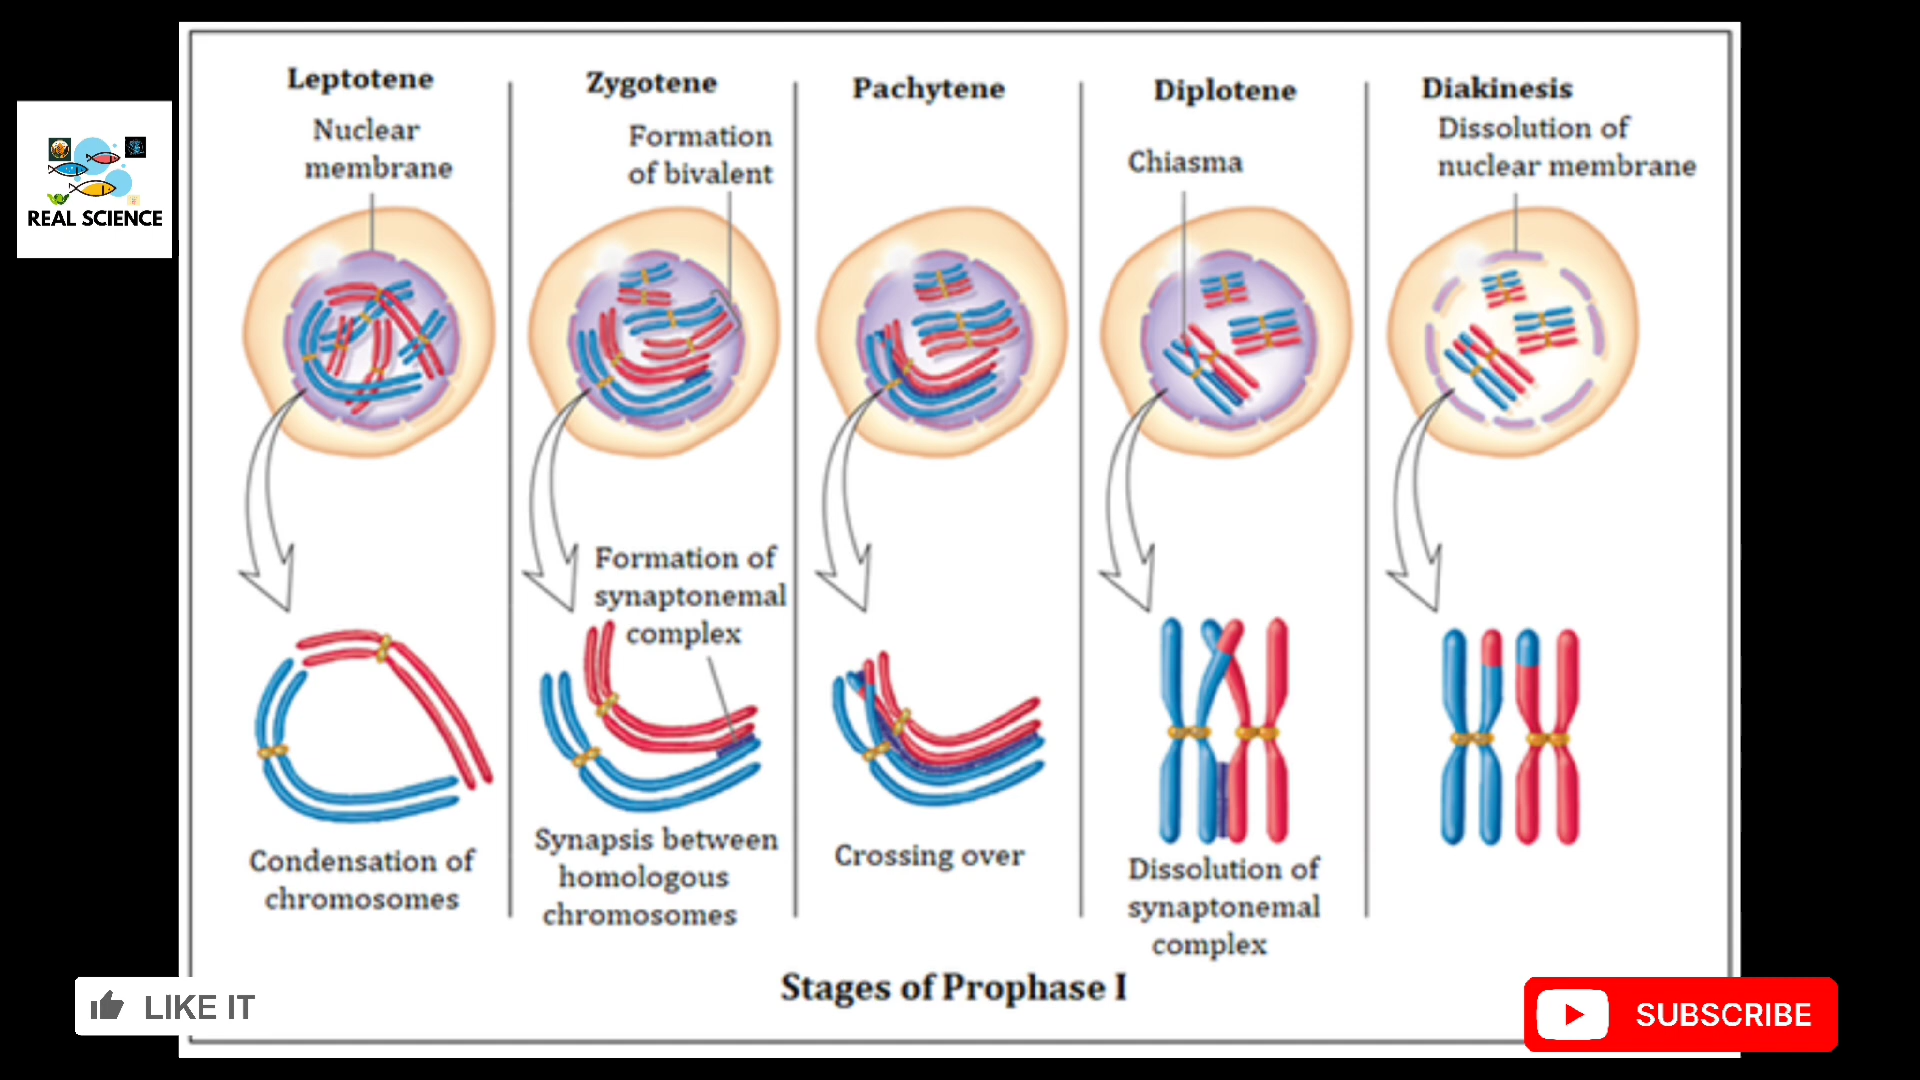 Leptotene
Nuclear
membrane
Condensation of
chromosomes
Zygotene
Formation
of bivalent
Formation of
synaptonemal
complex
Synapsis between
homologous
chromosomes
Pachytene
Crossing over
Diplotene
Chiasma
Dissolution of
synaptonemal
complex
Diakinesis
Dissolution of
nuclear membrane
Stages of Prophase I
REAL SCIENCE
LIKE IT
SUBSCRIBE